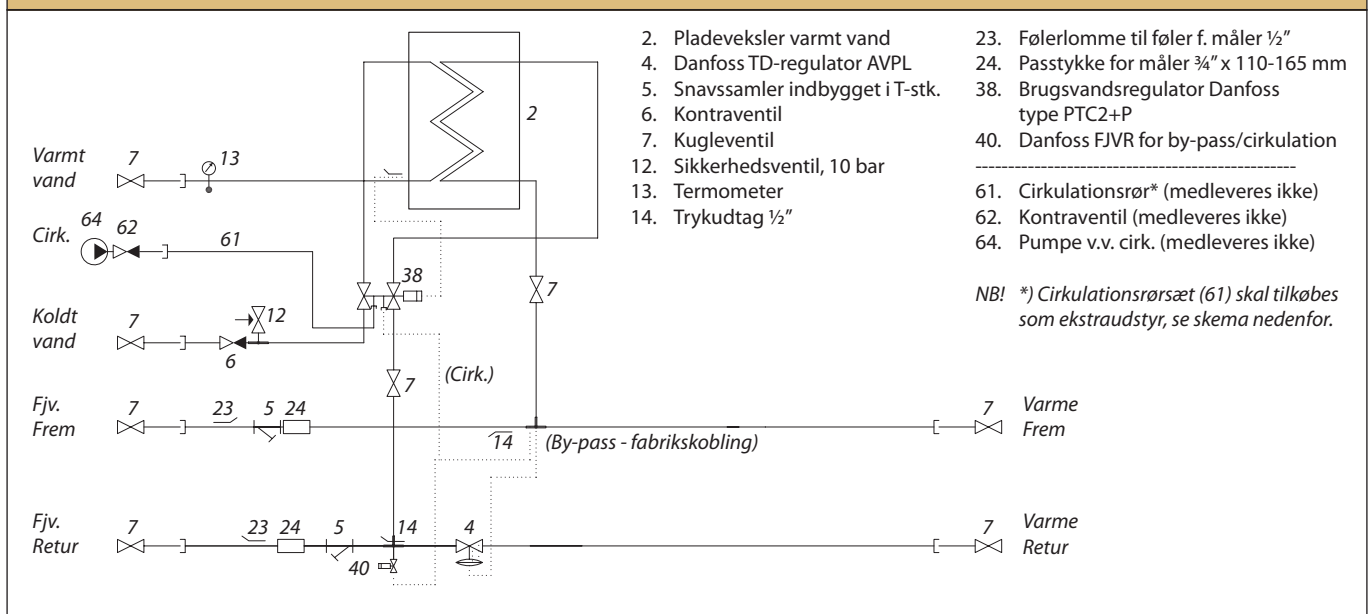 2. Pladeveksler varmt vand
4. Danfoss TD-regulator AVPL
5. Snavssamler indbygget i T-stk.
6. Kontraventil
7. Kugleventil
12. Sikkerhedsventil, 10 bar
13. Termometer
14. Trykudtag ½”
23. Følerlomme til føler f. måler ½”
24. Passtykke for måler ¾” x 110-165 mm
38. Brugsvandsregulator Danfoss
type PTC2+P
40. Danfoss FJVR for by-pass/cirkulation
------------------------------------------------
61. Cirkulationsrør* (medleveres ikke)
62. Kontraventil (medleveres ikke)
64. Pumpe v.v. cirk. (medleveres ikke)
NB! *) Cirkulationsrørsæt (61) skal tilkøbes
som ekstraudstyr, se skema nedenfor.
2
Varmt
vand
7
13
64
62
Cirk.
61
38
7
Koldt
vand
7
12
6
7
(Cirk.)
Fjv.
Frem
7
23
5
24
14
(By-pass - fabrikskobling)
7
Varme
Frem
Fjv.
Retur
7
23
24
5
14
4
40
7
Varme
Retur